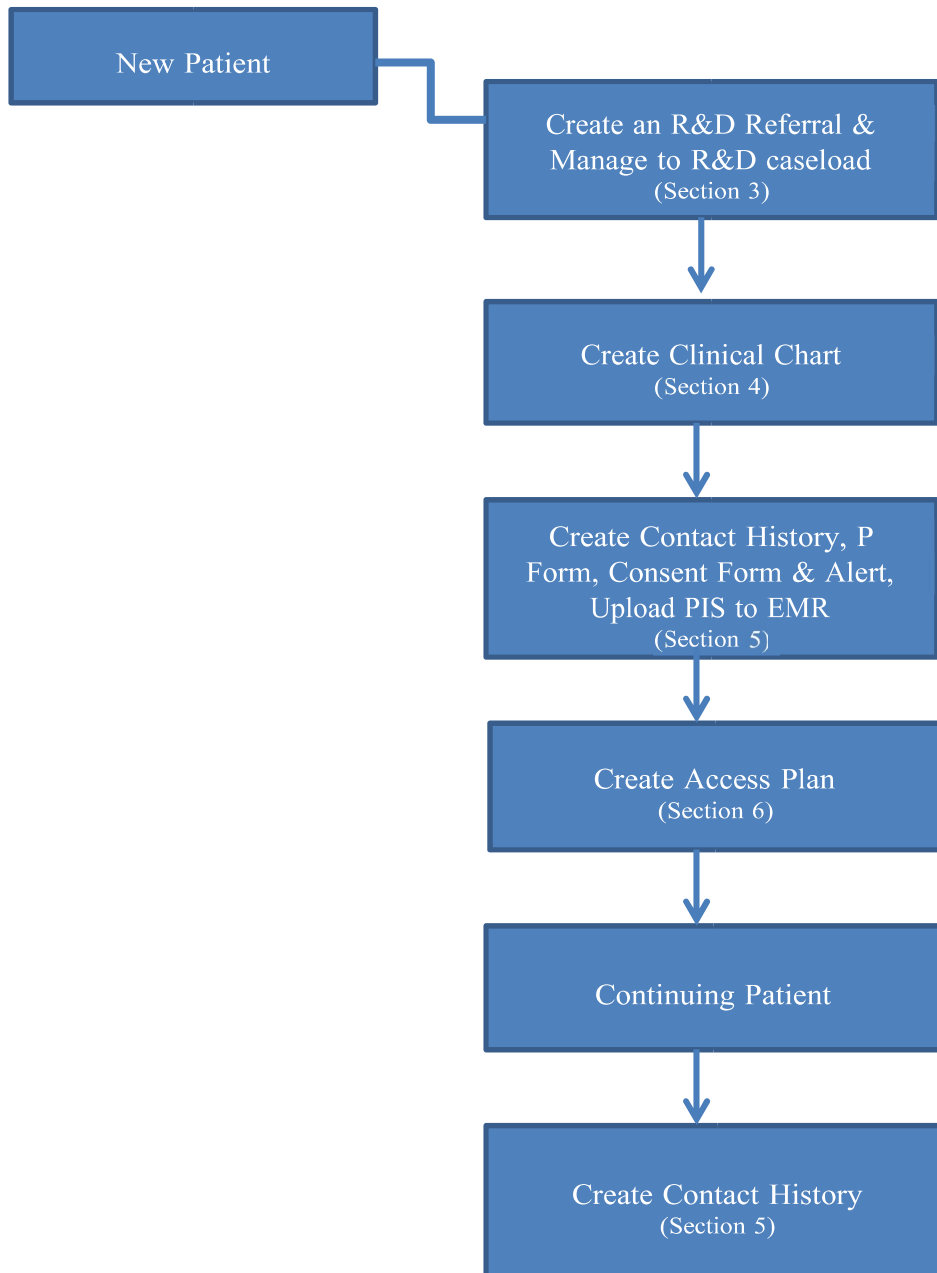 New Patient
Create an R&D Referral &
Manage to R&D caseload
(Section 3)
Create Clinical Chart
(Section 4)
Create Contact History, P
Form, Consent Form & Alert,
Upload PIS to EMR
(Section 5)
Create Access Plan
(Section 6)
Continuing Patient
Create Contact History
(Section 5)